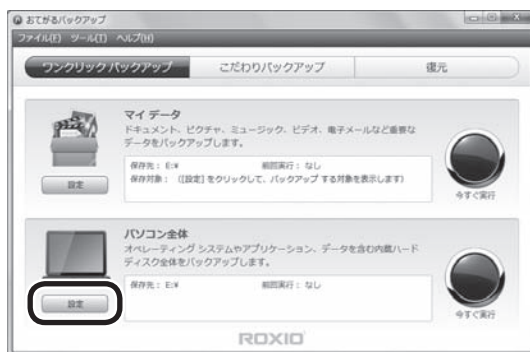 おてがるバックアップ
ファイル(F) ツール(T) ヘルプ(H)
ワンクリックバックアップ
こだわりバックアップ
復元
マイ データ
ドキュメント、ピクチャ、ミュージック、ビデオ、電子メールなど重要な
データをバックアップします。
設定
保存先： E:¥ 前回実行： なし
保存対象： （[設定] をクリックして、バックアップ する対象を表示します）
今すぐ実行
パソコン全体
オペレーティング システムやアプリケーション、データを含む内蔵ハード
ディスク全体をバックアップします。
設定
保存先： E:¥ 前回実行： なし
今すぐ実行
ROXIO